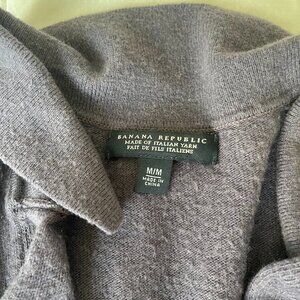 BANANA REPUBLIC
MADE OF ITALIAN YARN
FAIT DE FILS ITALIENS
M/M
MADE IN
CHINA